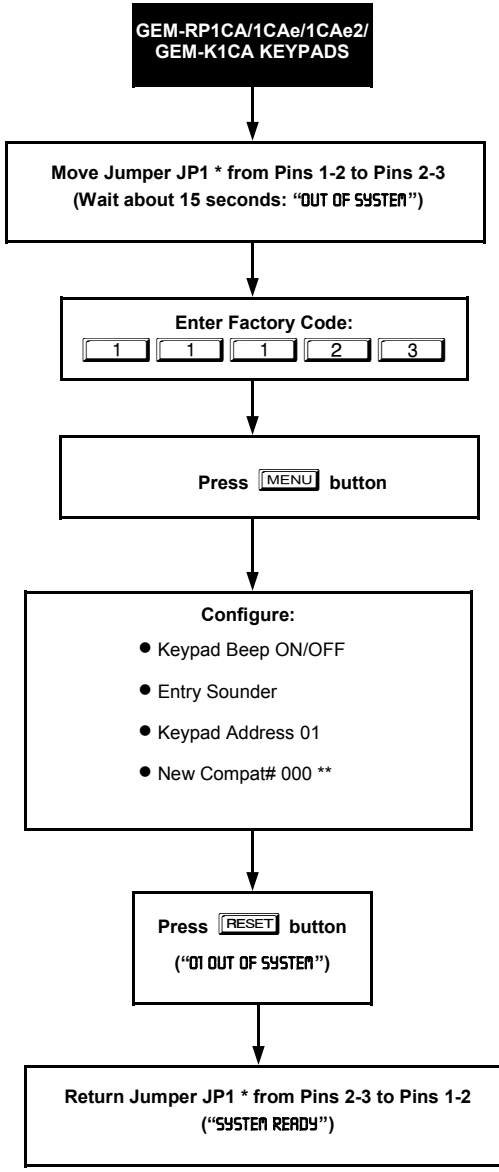 GEM-RP1CA/1CAe/1CAe2/
GEM-K1CA KEYPADS
Move Jumper JP1 * from Pins 1-2 to Pins 2-3
(Wait about 15 seconds: “OUT OF SYSTEM”)
Enter Factory Code:
1 1 1 2 3
Press MENU button
Configure:
● Keypad Beep ON/OFF
● Entry Sounder
● Keypad Address 01
● New Compat# 000 **
Press RESET button
(“01 OUT OF SYSTEM”)
Return Jumper JP1 * from Pins 2-3 to Pins 1-2
(“SYSTEM READY”)